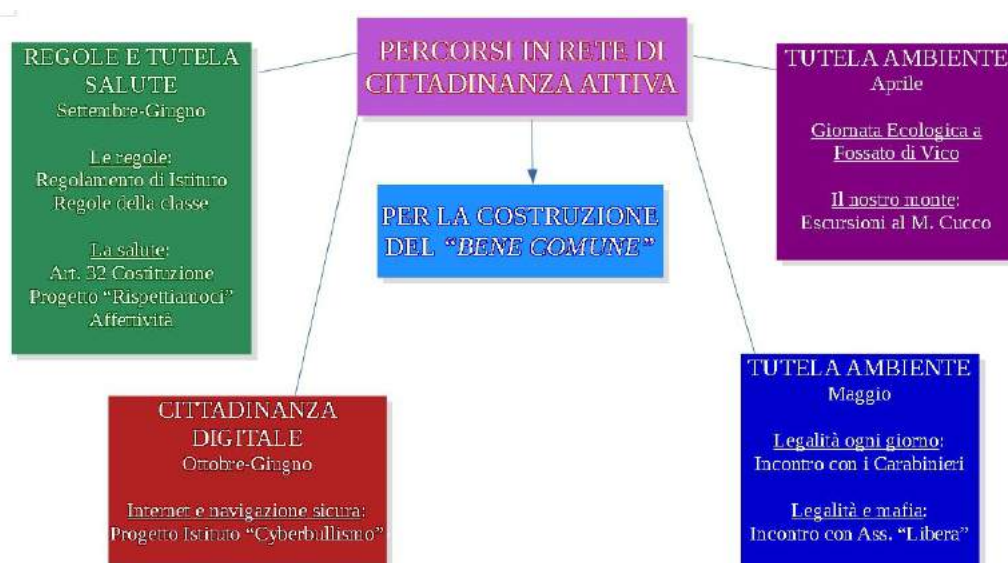 PERCORSI IN RETE DI
CITTADINANZA ATTIVA
PER LA COSTRUZIONE
DEL “BENE COMUNE”
REGOLE E TUTELA
SALUTE
Settembre-Giugno
Le regole:
Regolamento di Istituto
Regole della classe
La salute:
Art. 32 Costituzione
Progetto “Rispettiamoci”
Affettività
TUTELA AMBIENTE
Aprile
Giornata Ecologica a
Fossato di Vico
Il nostro monte:
Escursioni al M. Cucco
CITTADINANZA
DIGITALE
Ottobre-Giugno
Internet e navigazione sicura:
Progetto Istituto “Cyberbullismo”
TUTELA AMBIENTE
Maggio
Legalità ogni giorno:
Incontro con i Carabinieri
Legalità e mafia:
Incontro con Ass. “Libera”